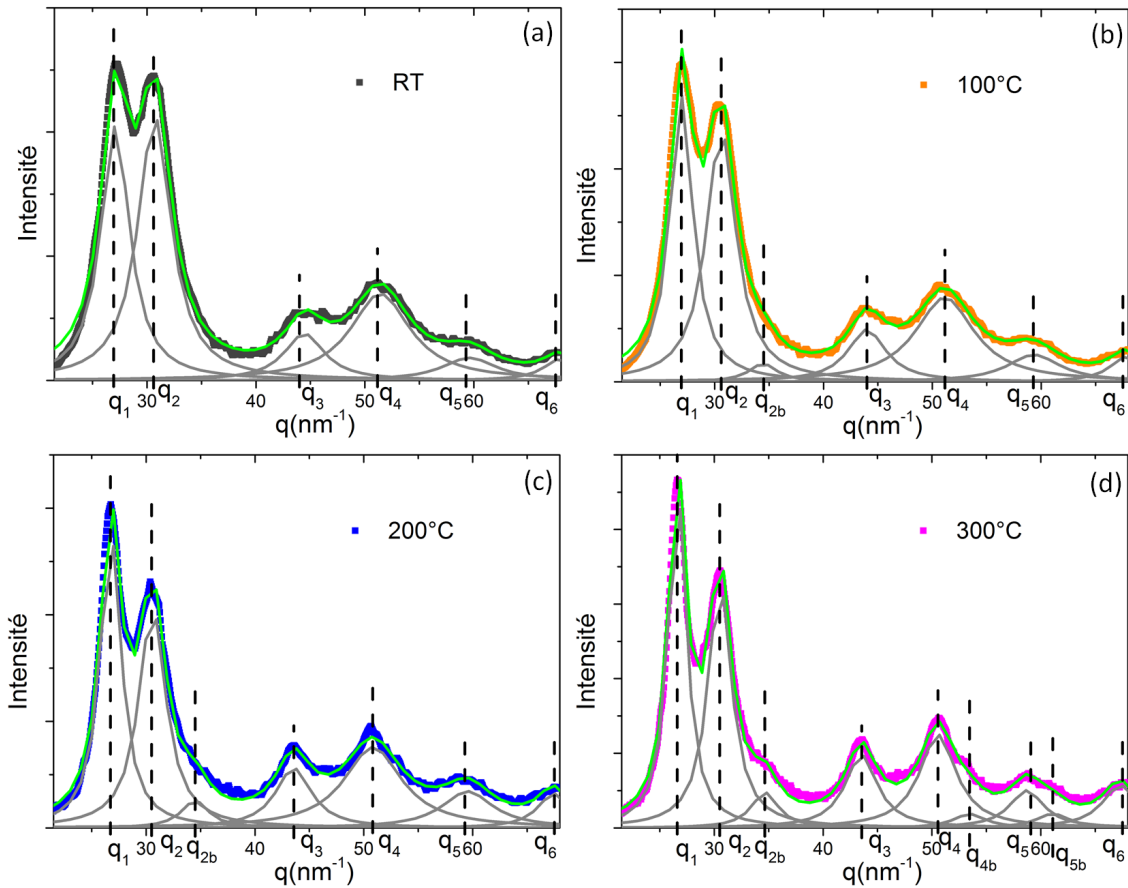 (a)
RT
Intensité
q1 30 q2 40 q3 50 q4 q5 60 q6
q(nm-1)
(b)
100°C
Intensité
q1 30 q2 q2b 40 q3 50 q4 q5 60 q6
q(nm-1)
(c)
200°C
Intensité
q1 30 q2 q2b 40 q3 50 q4 q5 60 q6
q(nm-1)
(d)
300°C
Intensité
q1 30 q2 q2b 40 q3 50 q4 q4b q5 60 q5b q6
q(nm-1)